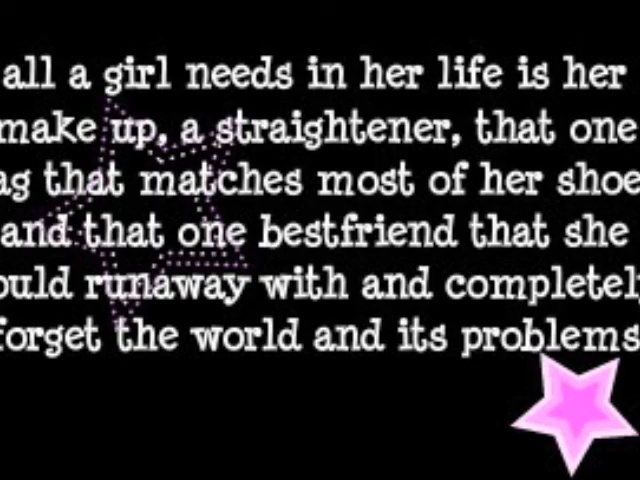 all a girl needs in her life is her
make up, a straightener, that one
ag that matches most of her shoe
and that one bestfriend that she
ould runaway with and completely
forget the world and its problems